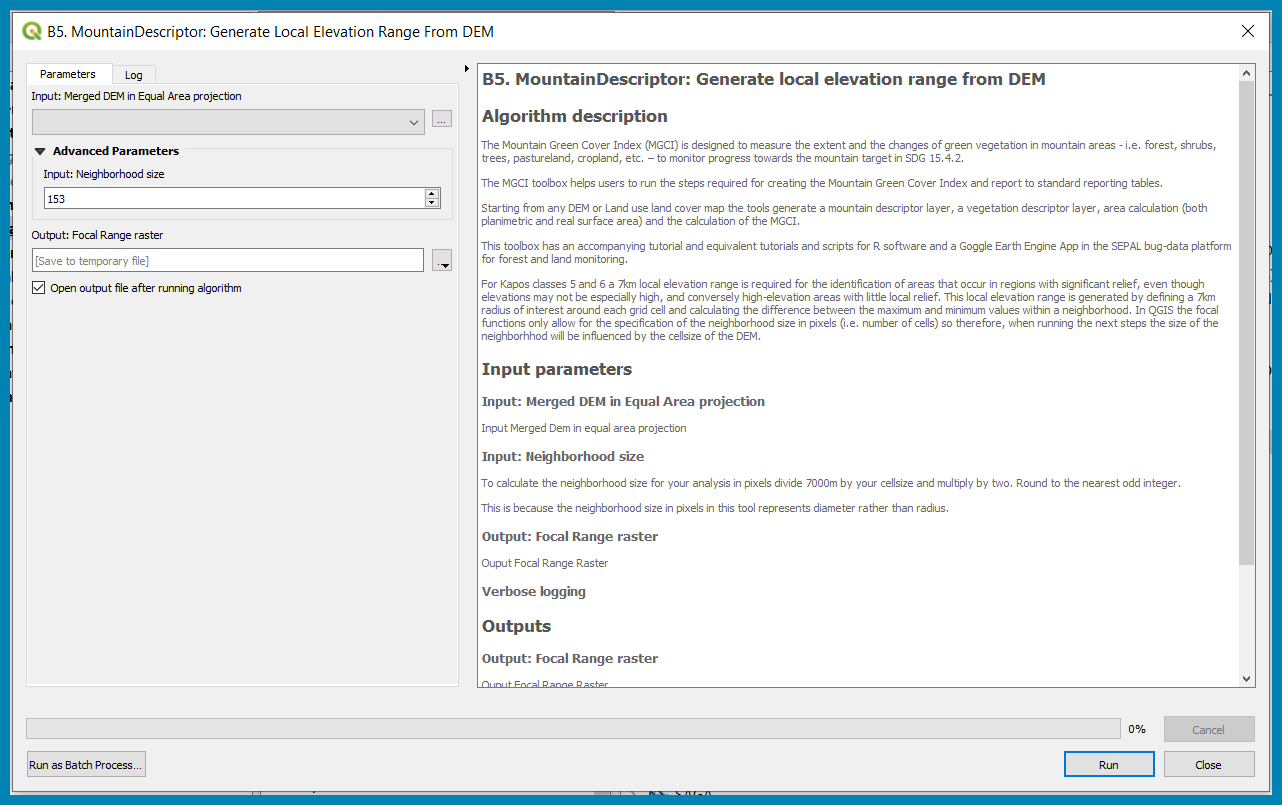 B5. MountainDescriptor: Generate Local Elevation Range From DEM
Parameters
Log
Input: Merged DEM in Equal Area projection
...
Advanced Parameters
Input: Neighborhood size
153
Output: Focal Range raster
[Save to temporary file]
Open output file after running algorithm
B5. MountainDescriptor: Generate local elevation range from DEM
Algorithm description
The Mountain Green Cover Index (MGCI) is designed to measure the extent and the changes of green vegetation in mountain areas - i.e. forest, shrubs,
trees, pastureland, cropland, etc. – to monitor progress towards the mountain target in SDG 15.4.2.
The MGCI toolbox helps users to run the steps required for creating the Mountain Green Cover Index and report to standard reporting tables.
Starting from any DEM or Land use land cover map the tools generate a mountain descriptor layer, a vegetation descriptor layer, area calculation (both
planimetric and real surface area) and the calculation of the MGCI.
This toolbox has an accompanying tutorial and equivalent tutorials and scripts for R software and a Goggle Earth Engine App in the SEPAL bug-data platform
for forest and land monitoring.
For Kapos classes 5 and 6 a 7km local elevation range is required for the identification of areas that occur in regions with significant relief, even though
elevations may not be especially high, and conversely high-elevation areas with little local relief. This local elevation range is generated by defining a 7km
radius of interest around each grid cell and calculating the difference between the maximum and minimum values within a neighborhood. In QGIS the focal
functions only allow for the specification of the neighborhood size in pixels (i.e. number of cells) so therefore, when running the next steps the size of the
neighborhhod will be influenced by the cellsize of the DEM.
Input parameters
Input: Merged DEM in Equal Area projection
Input Merged Dem in equal area projection
Input: Neighborhood size
To calculate the neighborhood size for your analysis in pixels divide 7000m by your cellsize and multiply by two. Round to the nearest odd integer.
This is because the neighborhood size in pixels in this tool represents diameter rather than radius.
Output: Focal Range raster
Ouput Focal Range Raster
Verbose logging
Outputs
Output: Focal Range raster
Ouput Focal Range Raster
0%
Cancel
Run as Batch Process...
Run
Close